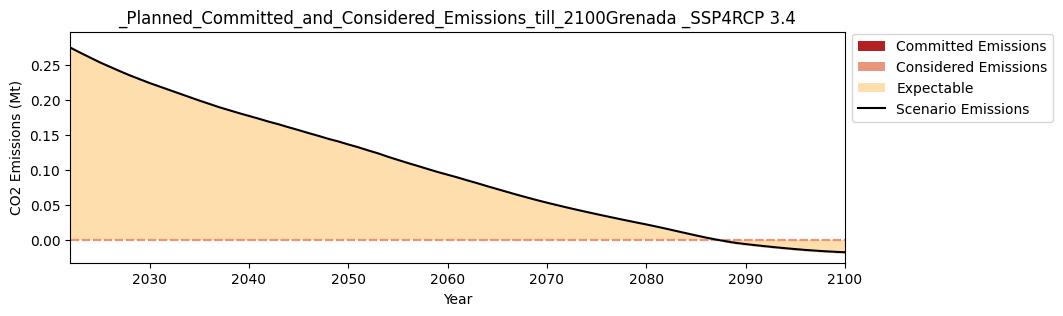 _Planned_Committed_and_Considered_Emissions_till_2100Grenada _SSP4RCP 3.4
Committed Emissions
Considered Emissions
Expectable
Scenario Emissions
CO2 Emissions (Mt)
0.25
0.20
0.15
0.10
0.05
0.00
2030 2040 2050 2060 2070 2080 2090 2100
Year